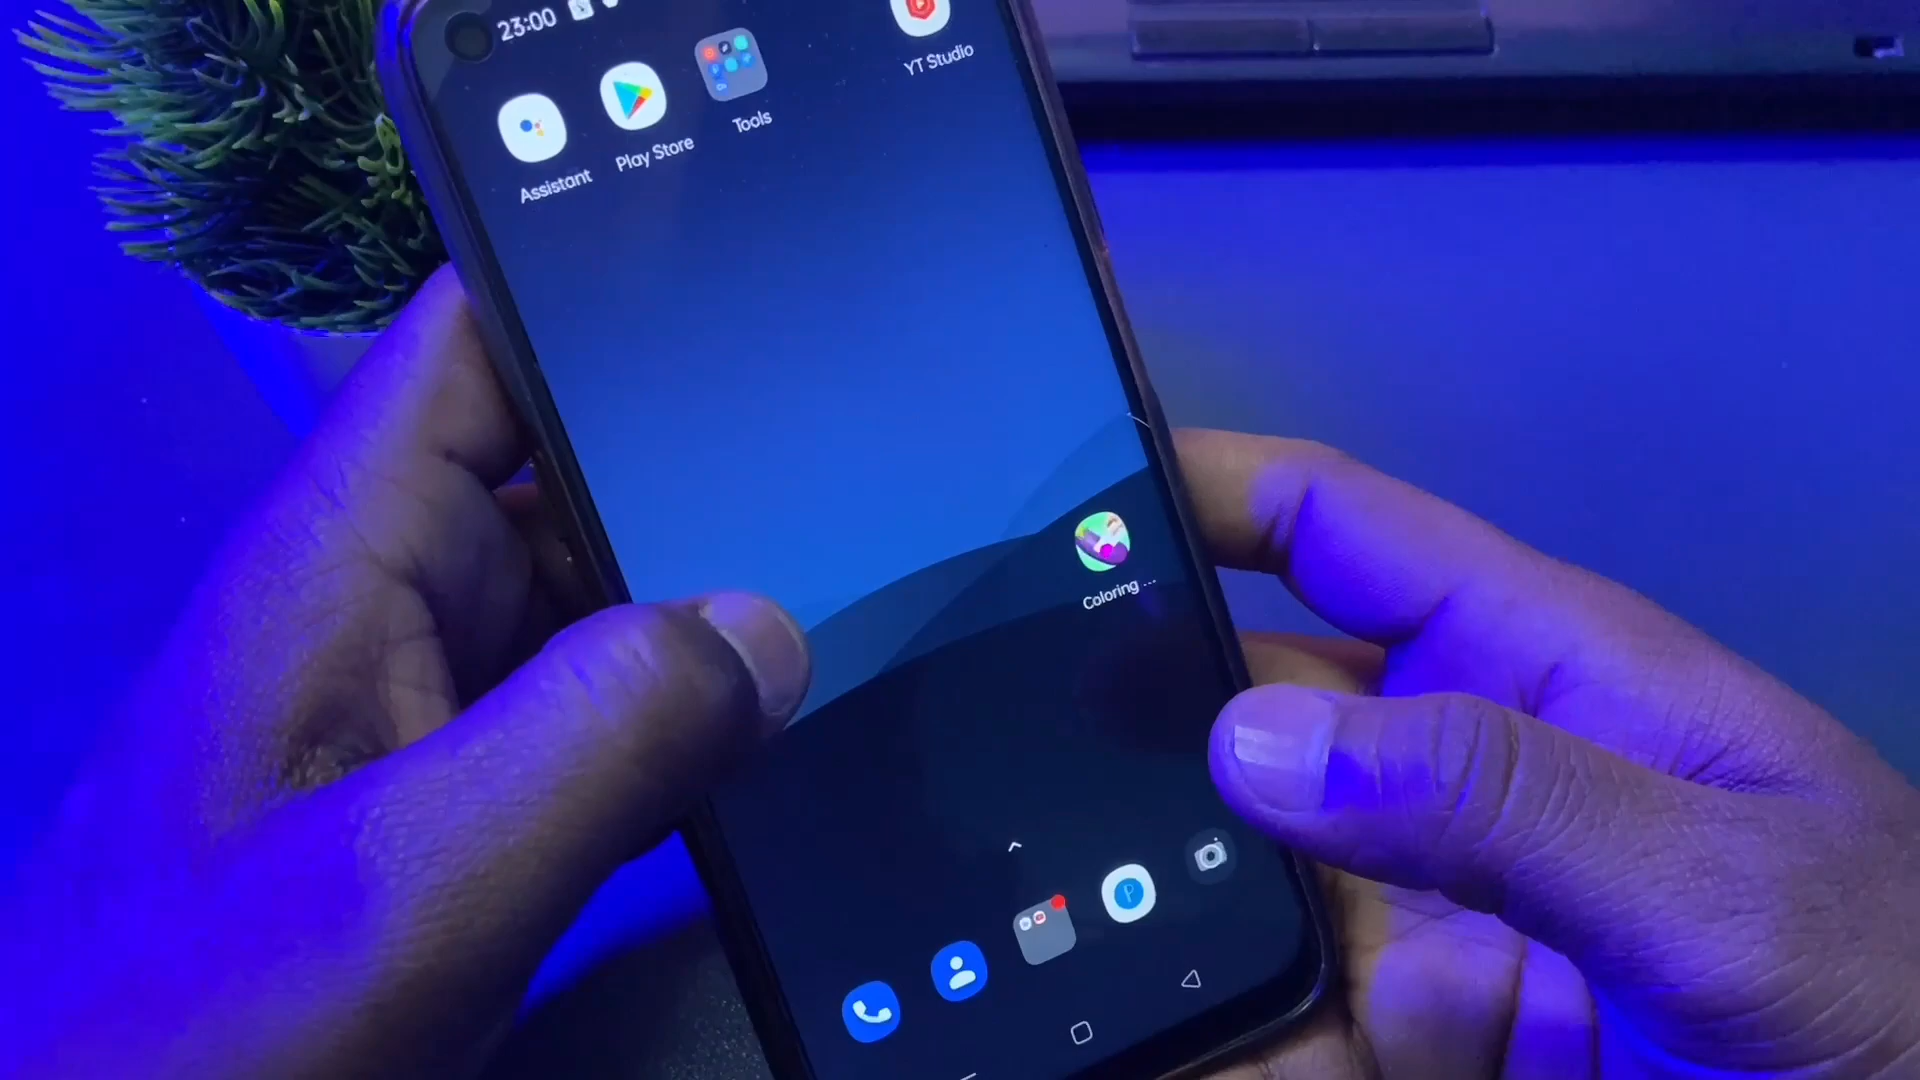 23:00
YT Studio
Assistant
Play Store
Tools
Coloring ...
P